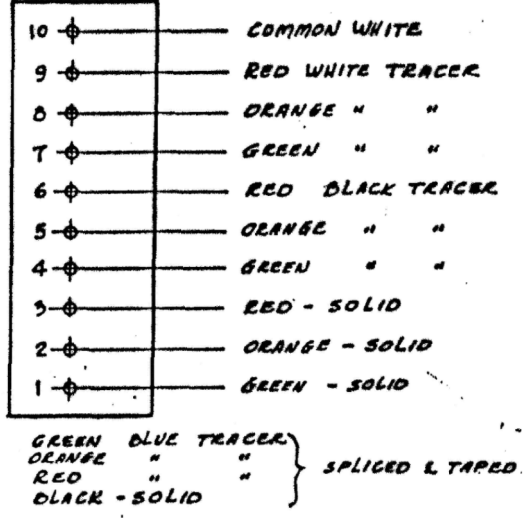 10 COMMON WHITE
9 RED WHITE TRACER
8 ORANGE " "
7 GREEN " "
6 RED BLACK TRACER
5 ORANGE " "
4 GREEN " "
3 RED - SOLID
2 ORANGE - SOLID
1 GREEN - SOLID
GREEN BLUE TRACER
ORANGE " "
RED " "
BLACK - SOLID
SPLICED & TAPED.